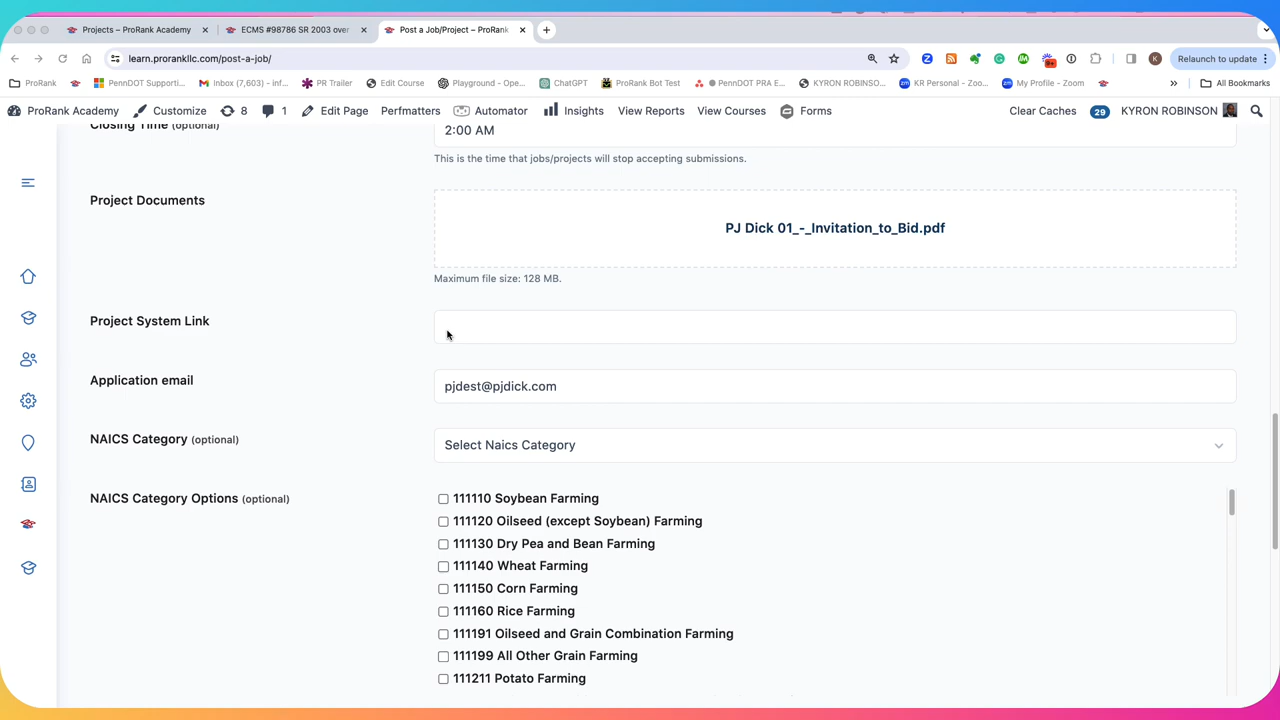 Projects – ProRank Academy
ECMS #98786 SR 2003 over
Post a Job/Project – ProRank
learn.prorankllc.com/post-a-job/
K
Relaunch to update
ProRank
PennDOT Supporti...
Inbox (7,603) - inf...
PR Trailer
Edit Course
Playground - Ope...
ChatGPT
ProRank Bot Test
PennDOT PRA E...
KYRON ROBINSO...
KR Personal - Zoo...
My Profile - Zoom
»
All Bookmarks
ProRank Academy
Customize
8
1
Edit Page
Perfmatters
Automator
Insights
View Reports
View Courses
Forms
Clear Caches
29
KYRON ROBINSON
Closing Time (optional)
2:00 AM
This is the time that jobs/projects will stop accepting submissions.
Project Documents
PJ Dick 01_-_Invitation_to_Bid.pdf
Maximum file size: 128 MB.
Project System Link
Application email
pjdest@pjdick.com
NAICS Category (optional)
Select Naics Category
NAICS Category Options (optional)
111110 Soybean Farming
111120 Oilseed (except Soybean) Farming
111130 Dry Pea and Bean Farming
111140 Wheat Farming
111150 Corn Farming
111160 Rice Farming
111191 Oilseed and Grain Combination Farming
111199 All Other Grain Farming
111211 Potato Farming